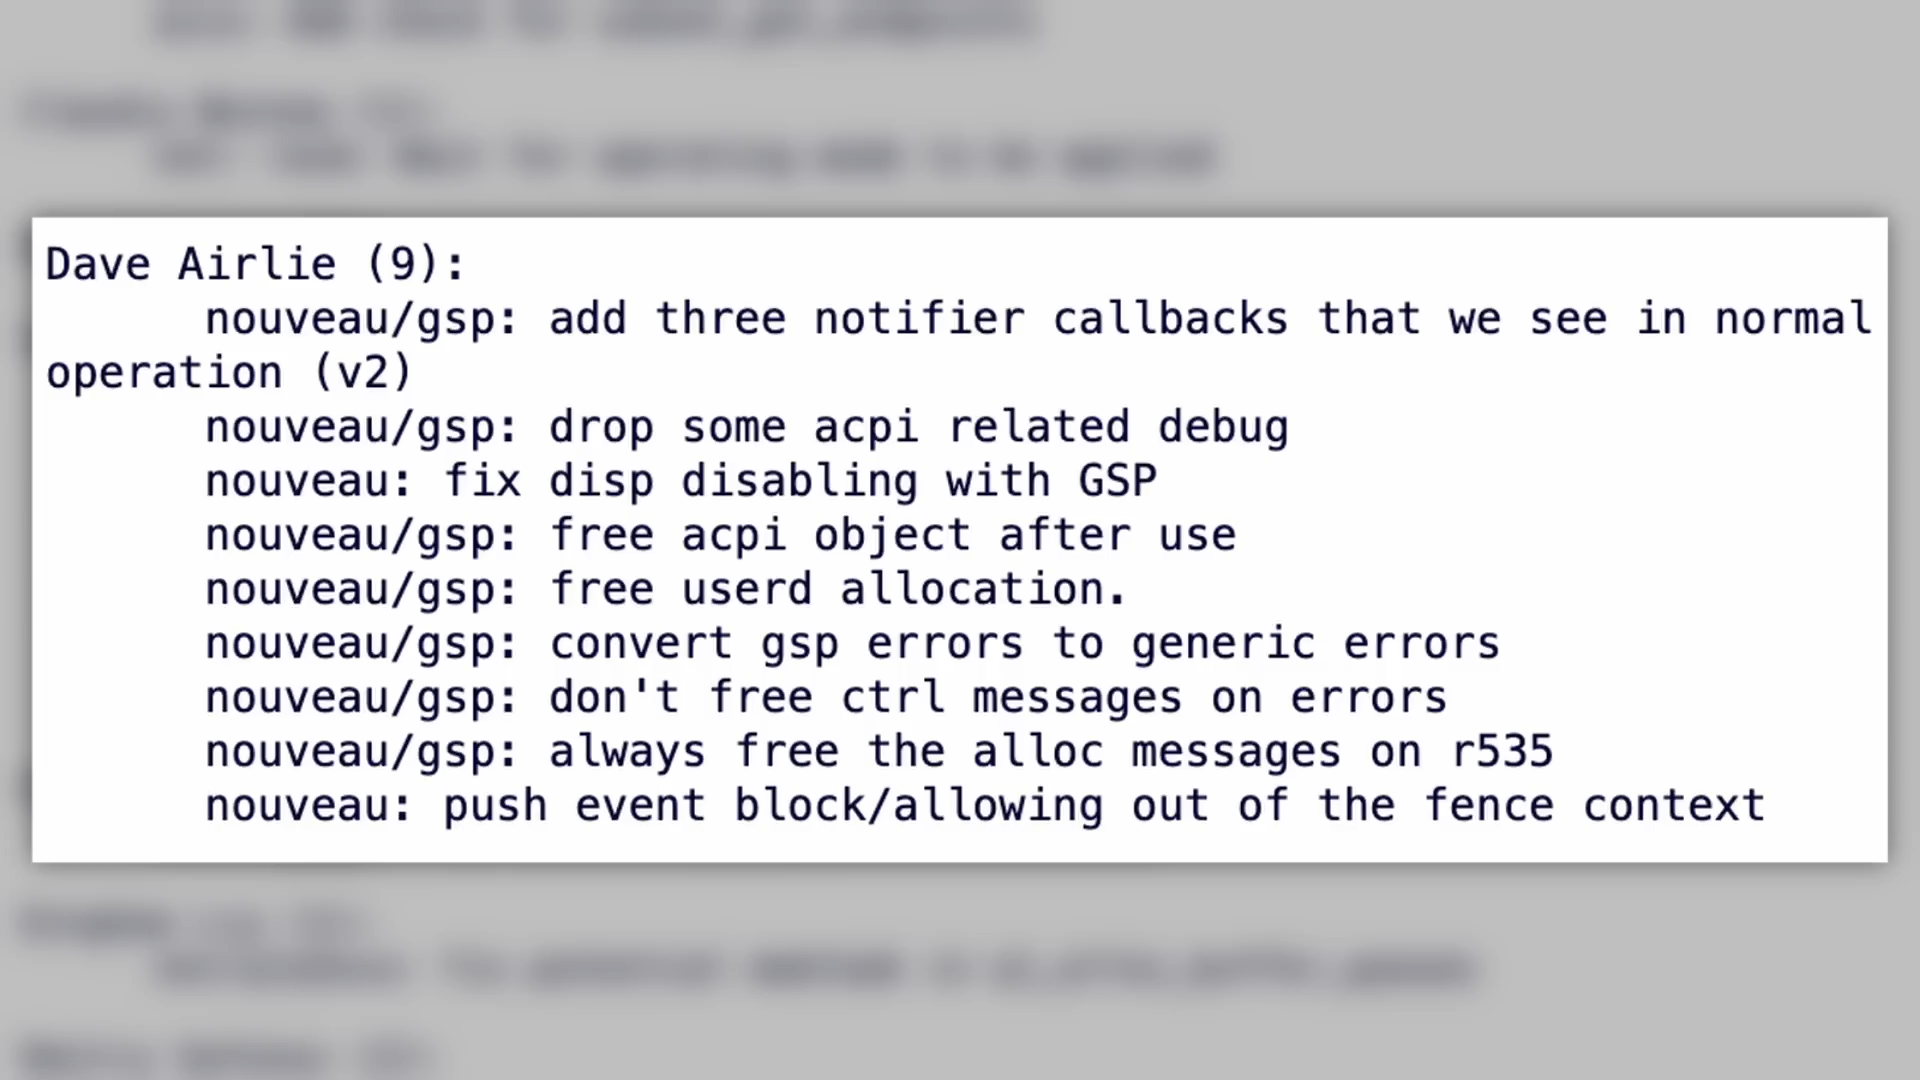 Dave Airlie (9):
nouveau/gsp: add three notifier callbacks that we see in normal
operation (v2)
nouveau/gsp: drop some acpi related debug
nouveau: fix disp disabling with GSP
nouveau/gsp: free acpi object after use
nouveau/gsp: free userd allocation.
nouveau/gsp: convert gsp errors to generic errors
nouveau/gsp: don't free ctrl messages on errors
nouveau/gsp: always free the alloc messages on r535
nouveau: push event block/allowing out of the fence context